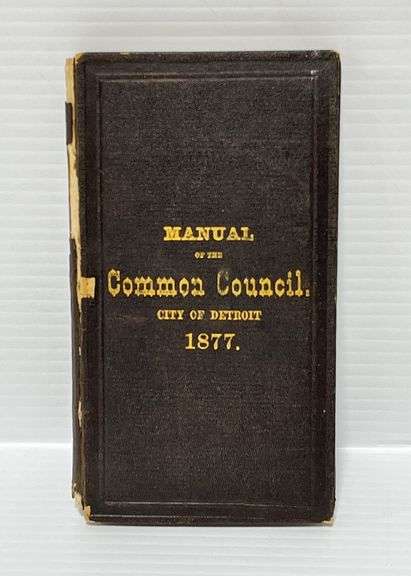 MANUAL
OF THE
Common Council.
CITY OF DETROIT
1877.